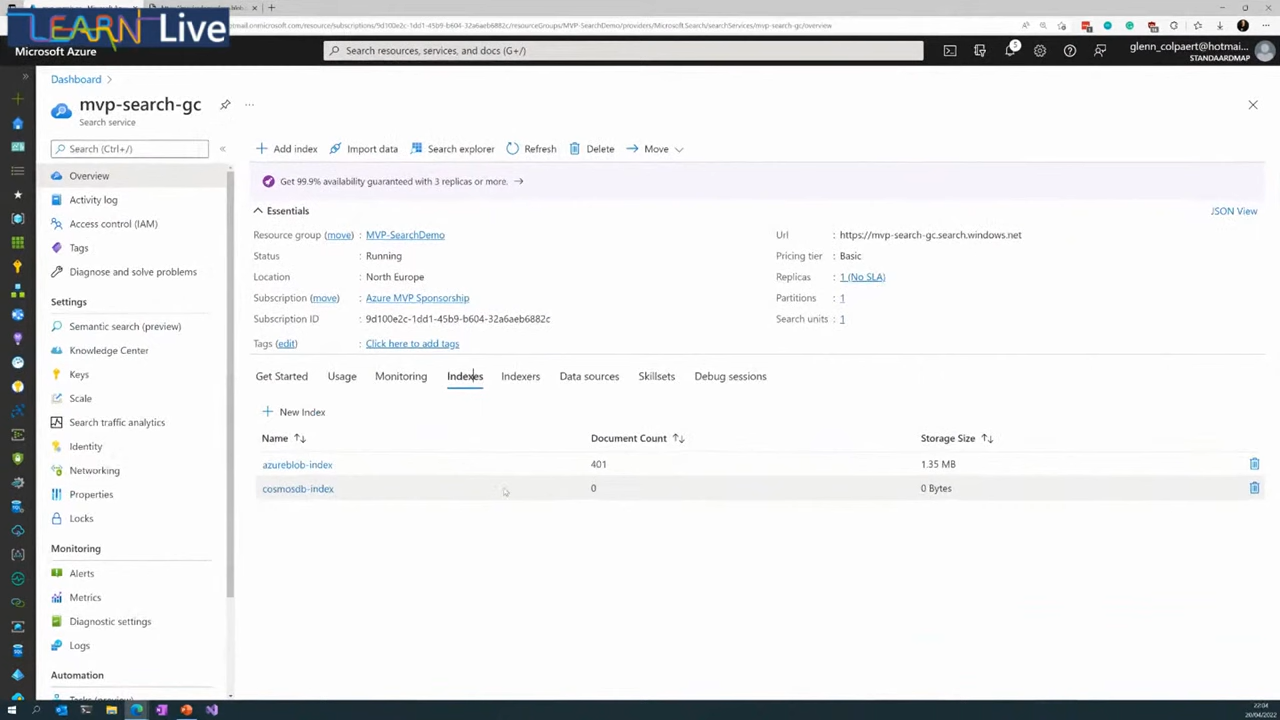 LEARN Live
Microsoft Azure
Search resources, services, and docs (G+/)
5
glenn_colpaert@hotmai...
STANDAARDMAP
Dashboard >
mvp-search-gc
Search service
Search (Ctrl+/)
Overview
Activity log
Access control (IAM)
Tags
Diagnose and solve problems
Settings
Semantic search (preview)
Knowledge Center
Keys
Scale
Search traffic analytics
Identity
Networking
Properties
Locks
Monitoring
Alerts
Metrics
Diagnostic settings
Logs
Automation
Tasks (preview)
Add index Import data Search explorer Refresh Delete Move
Get 99.9% availability guaranteed with 3 replicas or more. →
Essentials
JSON View
Resource group (move) : MVP-SearchDemo
Status : Running
Location : North Europe
Subscription (move) : Azure MVP Sponsorship
Subscription ID : 9d100e2c-1dd1-45b9-b604-32a6aeb6882c
Tags (edit) : Click here to add tags
Url : https://mvp-search-gc.search.windows.net
Pricing tier : Basic
Replicas : 1 (No SLA)
Partitions : 1
Search units : 1
Get Started Usage Monitoring Indexes Indexers Data sources Skillsets Debug sessions
+ New Index
Name ↑↓ Document Count ↑↓ Storage Size ↑↓
azureblob-index 401 1.35 MB
cosmosdb-index 0 0 Bytes
22:04
20/04/2022